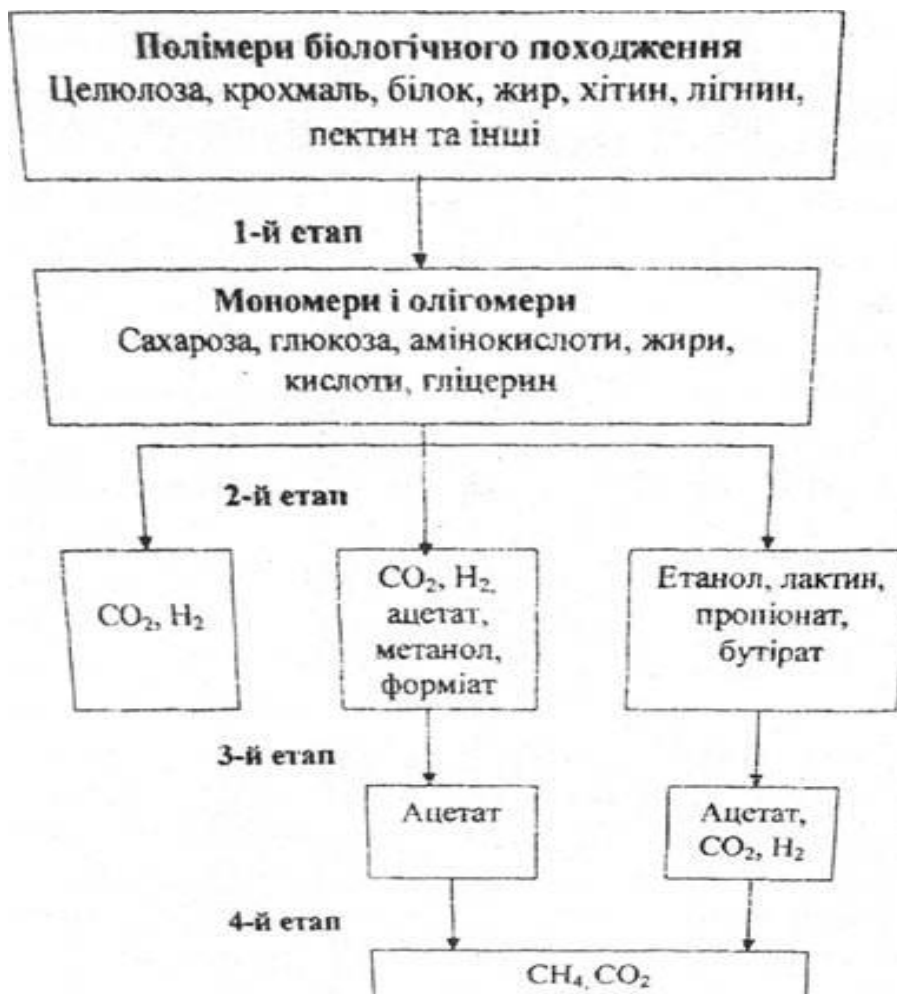 Полімери біологічного походження
Целюлоза, крохмаль, білок, жир, хітин, лігнин,
пектин та інші
1-й етап
Мономери і олігомери
Сахароза, глюкоза, амінокислоти, жири,
кислоти, гліцерин
2-й етап
CO₂, H₂
CO₂, H₂,
ацетат,
метанол,
форміат
Етанол, лактин,
пропіонат,
бутірат
3-й етап
Ацетат
Ацетат,
CO₂, H₂
4-й етап
CH₄, CO₂